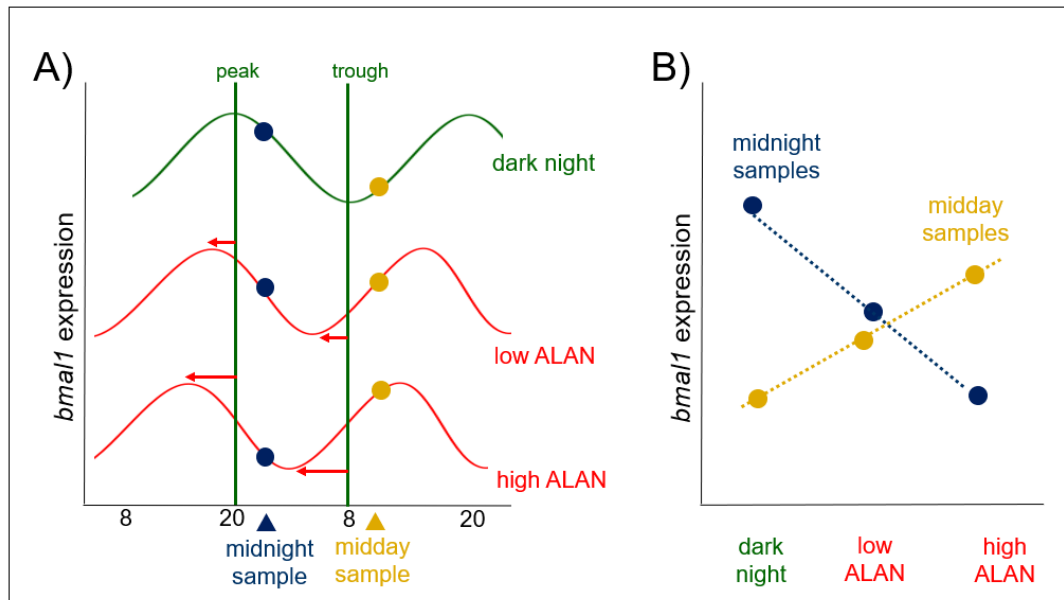 A)
peak
trough
dark night
low ALAN
high ALAN
bmal1 expression
8
20
8
20
midnight
sample
midday
sample
B)
midnight
samples
midday
samples
bmal1 expression
dark
night
low
ALAN
high
ALAN